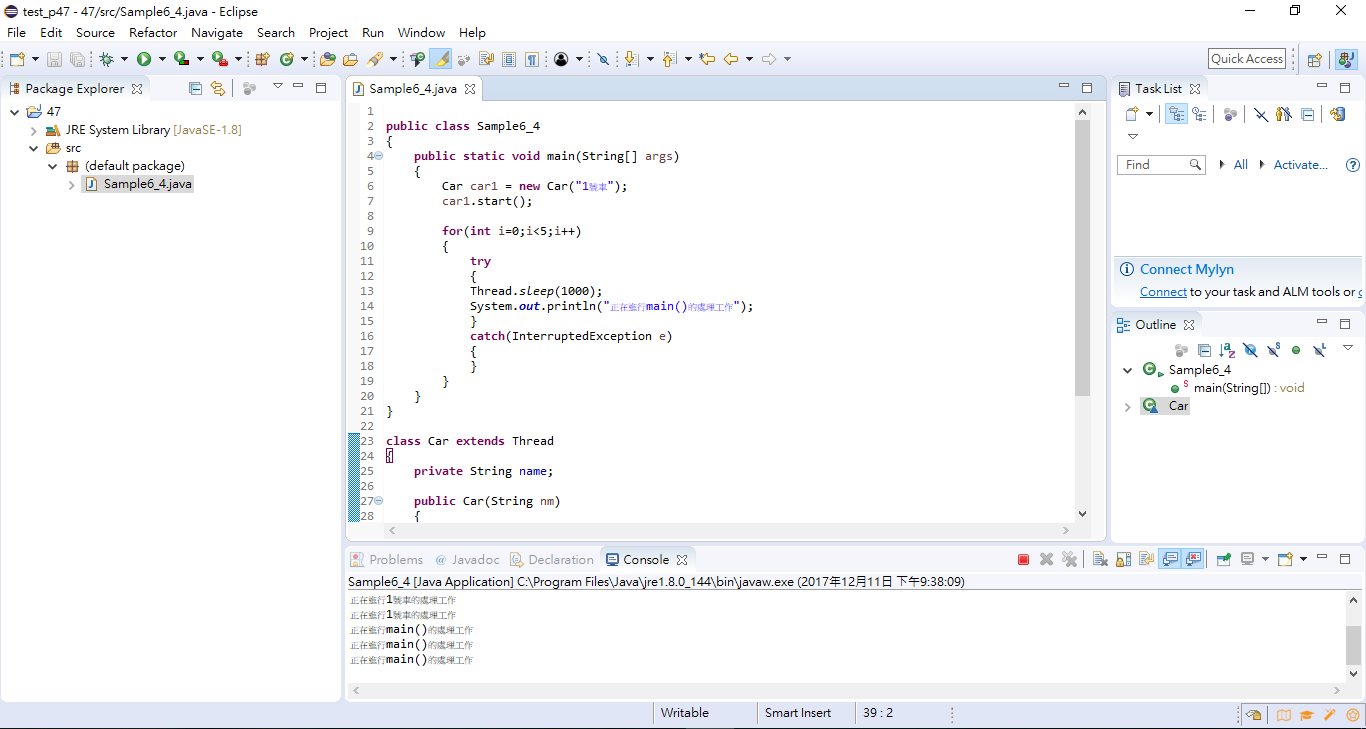 test_p47 - 47/src/Sample6_4.java - Eclipse
File Edit Source Refactor Navigate Search Project Run Window Help
Quick Access
Package Explorer
47
JRE System Library [JavaSE-1.8]
src
(default package)
Sample6_4.java
Sample6_4.java
1
2 public class Sample6_4
3 {
4 public static void main(String[] args)
5 {
6 Car car1 = new Car("1號車");
7 car1.start();
8
9 for(int i=0;i<5;i++)
10 {
11 try
12 {
13 Thread.sleep(1000);
14 System.out.println("正在進行main()的處理工作");
15 }
16 catch(InterruptedException e)
17 {
18 }
19 }
20 }
21 }
22
23 class Car extends Thread
24 {
25 private String name;
26
27 public Car(String nm)
28 {
Task List
Find All Activate...
Connect Mylyn
Connect to your task and ALM tools or c
Outline
Sample6_4
main(String[]) : void
Car
Problems @ Javadoc Declaration Console
Sample6_4 [Java Application] C:\Program Files\Java\jre1.8.0_144\bin\javaw.exe (2017年12月11日 下午9:38:09)
正在進行1號車的處理工作
正在進行1號車的處理工作
正在進行main()的處理工作
正在進行main()的處理工作
正在進行main()的處理工作
Writable Smart Insert 39 : 2